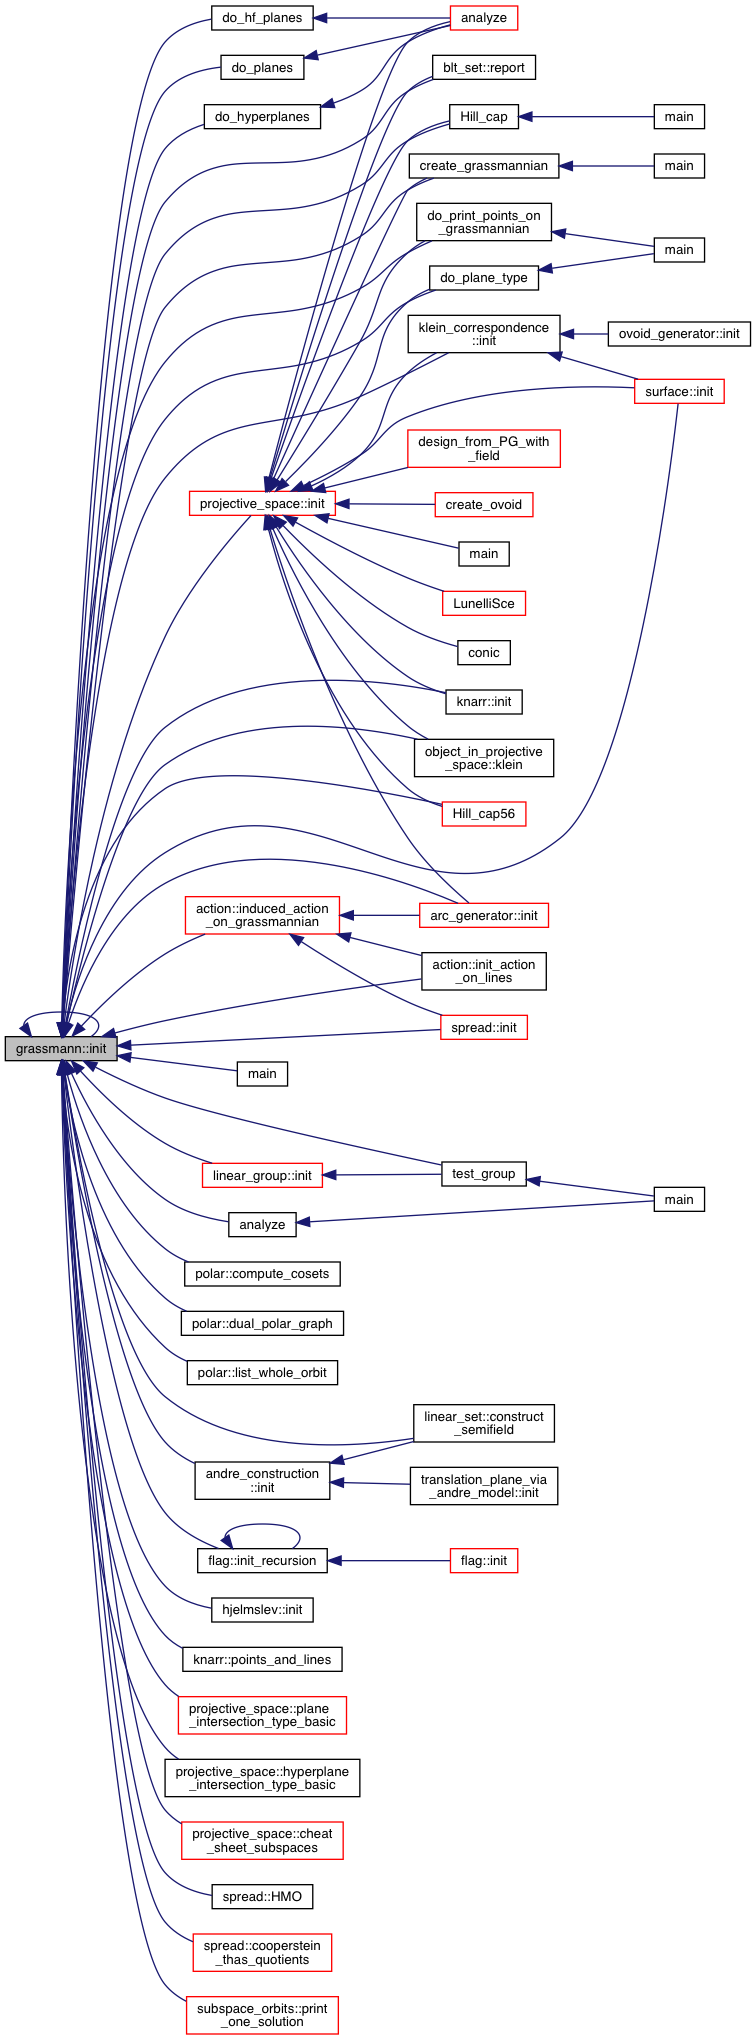 do_hf_planes
analyze
do_planes
blt_set::report
do_hyperplanes
Hill_cap
main
create_grassmannian
main
do_print_points_on
_grassmannian
main
do_plane_type
klein_correspondence
::init
ovoid_generator::init
surface::init
design_from_PG_with
_field
projective_space::init
create_ovoid
main
LunelliSce
conic
knarr::init
object_in_projective
_space::klein
Hill_cap56
action::induced_action
_on_grassmannian
arc_generator::init
action::init_action
_on_lines
spread::init
grassmann::init
main
linear_group::init
test_group
main
analyze
polar::compute_cosets
polar::dual_polar_graph
polar::list_whole_orbit
linear_set::construct
_semifield
andre_construction
::init
translation_plane_via
_andre_model::init
flag::init_recursion
flag::init
hjelmslev::init
knarr::points_and_lines
projective_space::plane
_intersection_type_basic
projective_space::hyperplane
_intersection_type_basic
projective_space::cheat
_sheet_subspaces
spread::HMO
spread::cooperstein
_thas_quotients
subspace_orbits::print
_one_solution